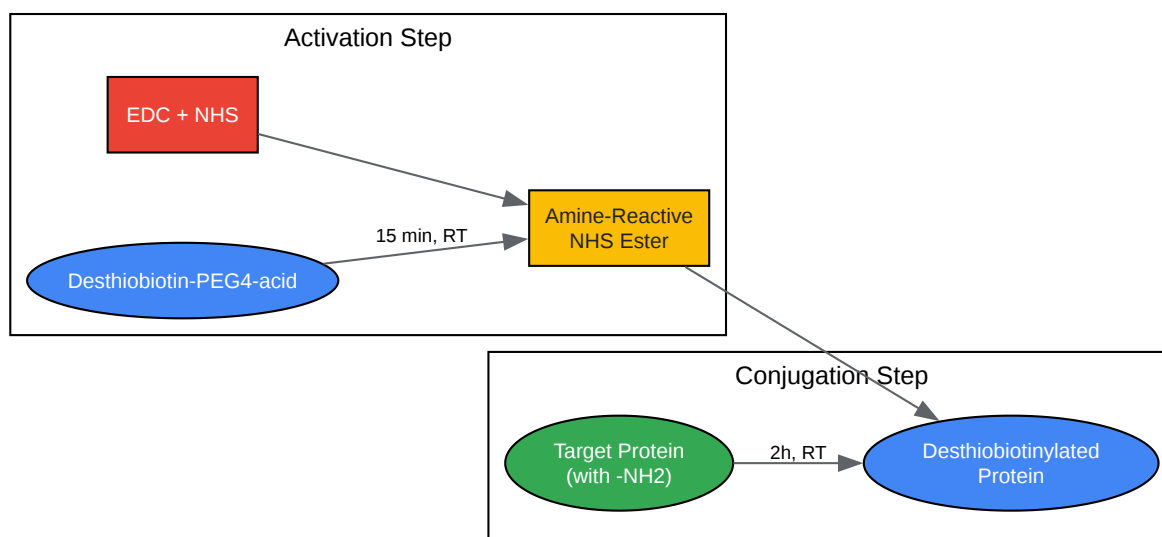 Activation Step
EDC + NHS
Amine-Reactive
NHS Ester
15 min, RT
Desthiobiotin-PEG4-acid
Conjugation Step
Target Protein
(with -NH2)
2h, RT
Desthiobiotinylated
Protein